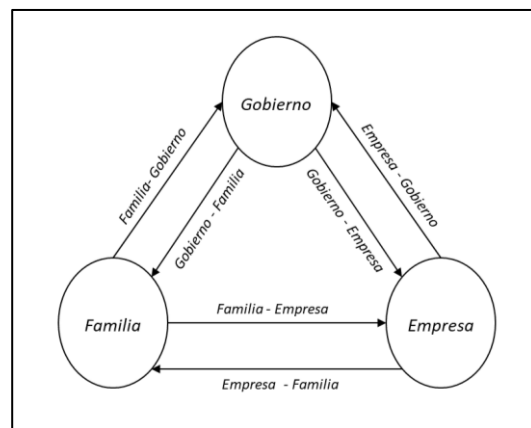 Gobierno
Familia- Gobierno
Gobierno - Familia
Gobierno - Empresa
Empresa - Gobierno
Familia
Familia - Empresa
Empresa
Empresa - Familia